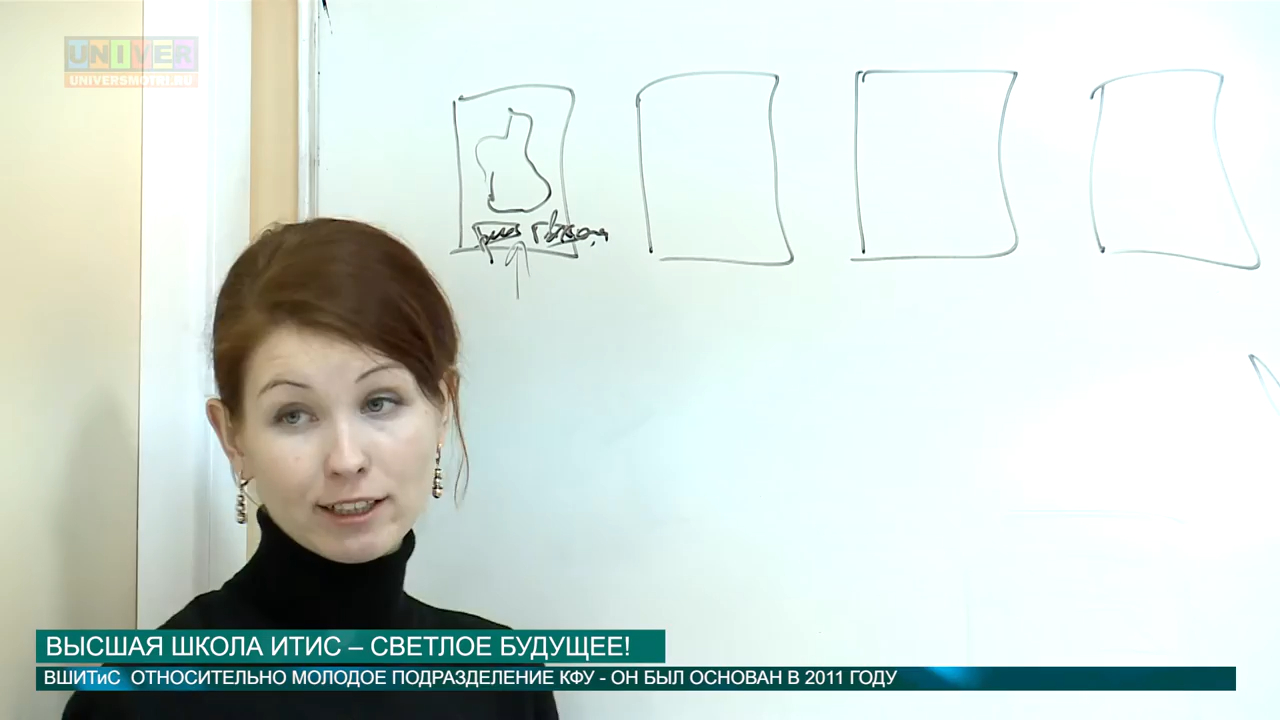 UNIVER
UNIVERSMOTRI.RU
ВЫСШАЯ ШКОЛА ИТИС – СВЕТЛОЕ БУДУЩЕЕ!
ВШИТиС ОТНОСИТЕЛЬНО МОЛОДОЕ ПОДРАЗДЕЛЕНИЕ КФУ - ОН БЫЛ ОСНОВАН В 2011 ГОДУ